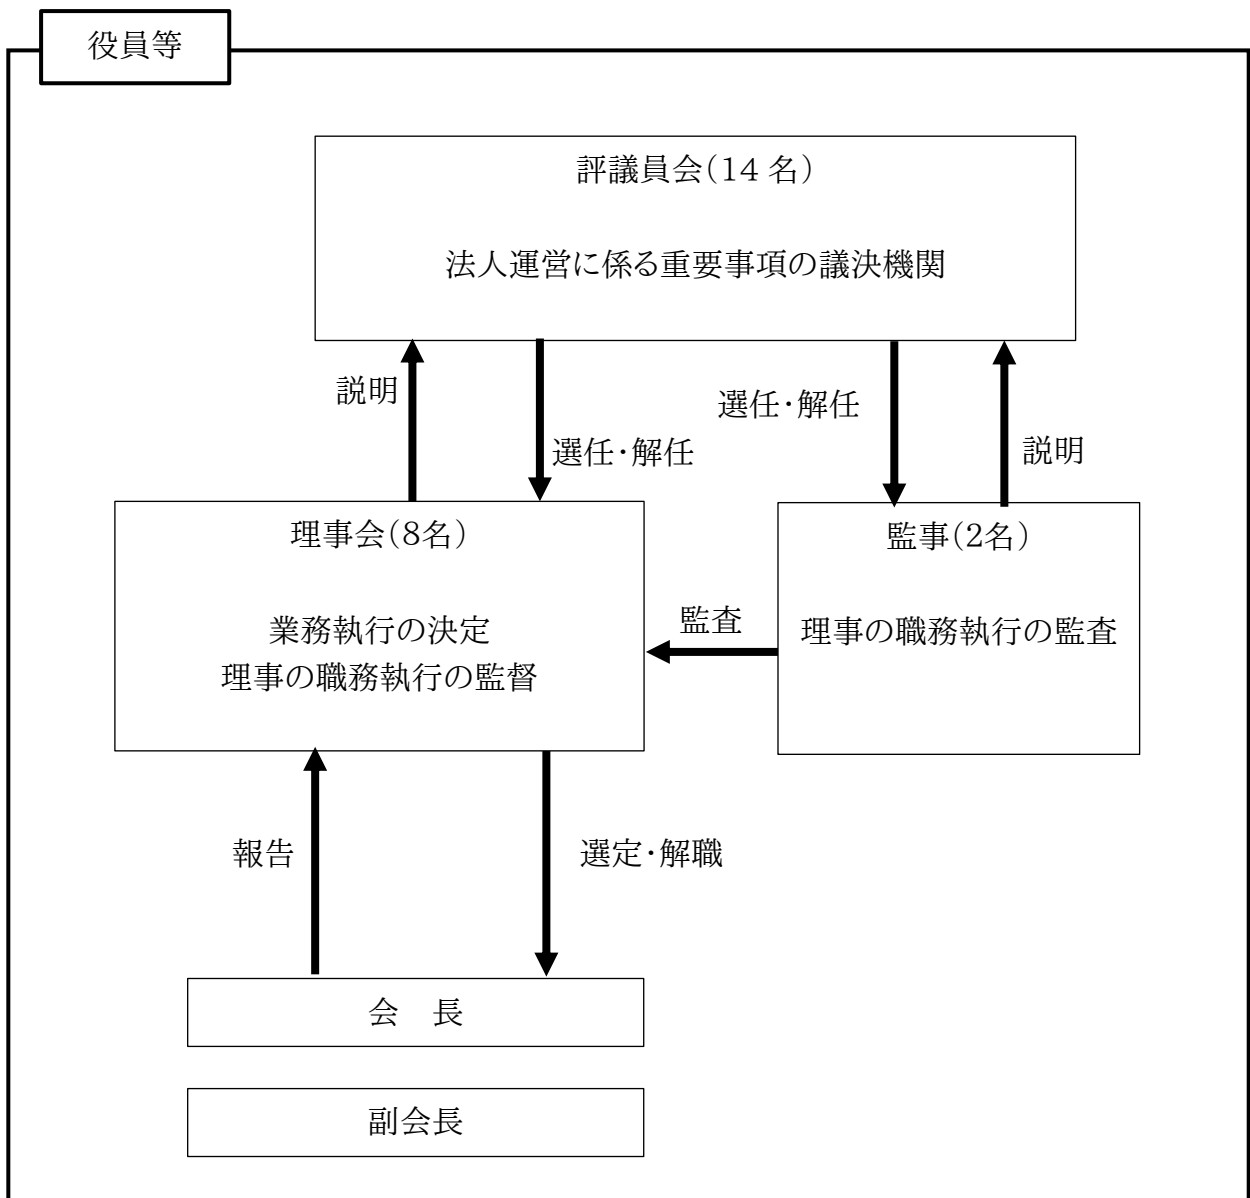 役員等
評議員会(14 名)
法人運営に係る重要事項の議決機関
説明
選任・解任
選任・解任
説明
理事会(8名)
業務執行の決定
理事の職務執行の監督
監査
監事(2名)
理事の職務執行の監査
報告
選定・解職
会　長
副会長